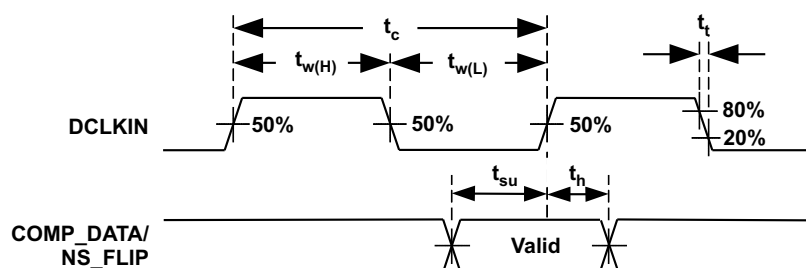 t_c
t_t
t_w(H) t_w(L)
DCLKIN 50% 50% 50% 80%
20%
t_su t_h
COMP_DATA/
NS_FLIP
Valid